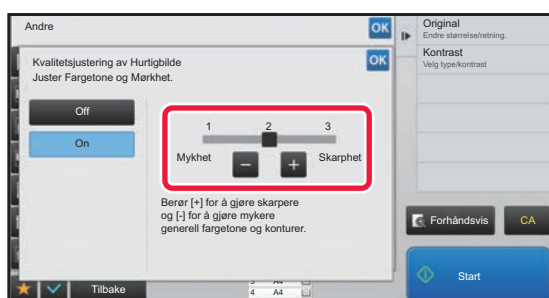 Andre
OK
Kvalitetsjustering av Hurtigbilde
Juster Fargetone og Mørkhet.
OK
Off
On
1 2 3
Mykhet
Skarphet
Berør [+] for å gjøre skarpere
og [-] for å gjøre mykere
generell fargetone og konturer.
Tilbake
4 A4
Original
Endre størrelse/retning.
Kontrast
Velg type/kontrast
Forhåndsvis
CA
Start